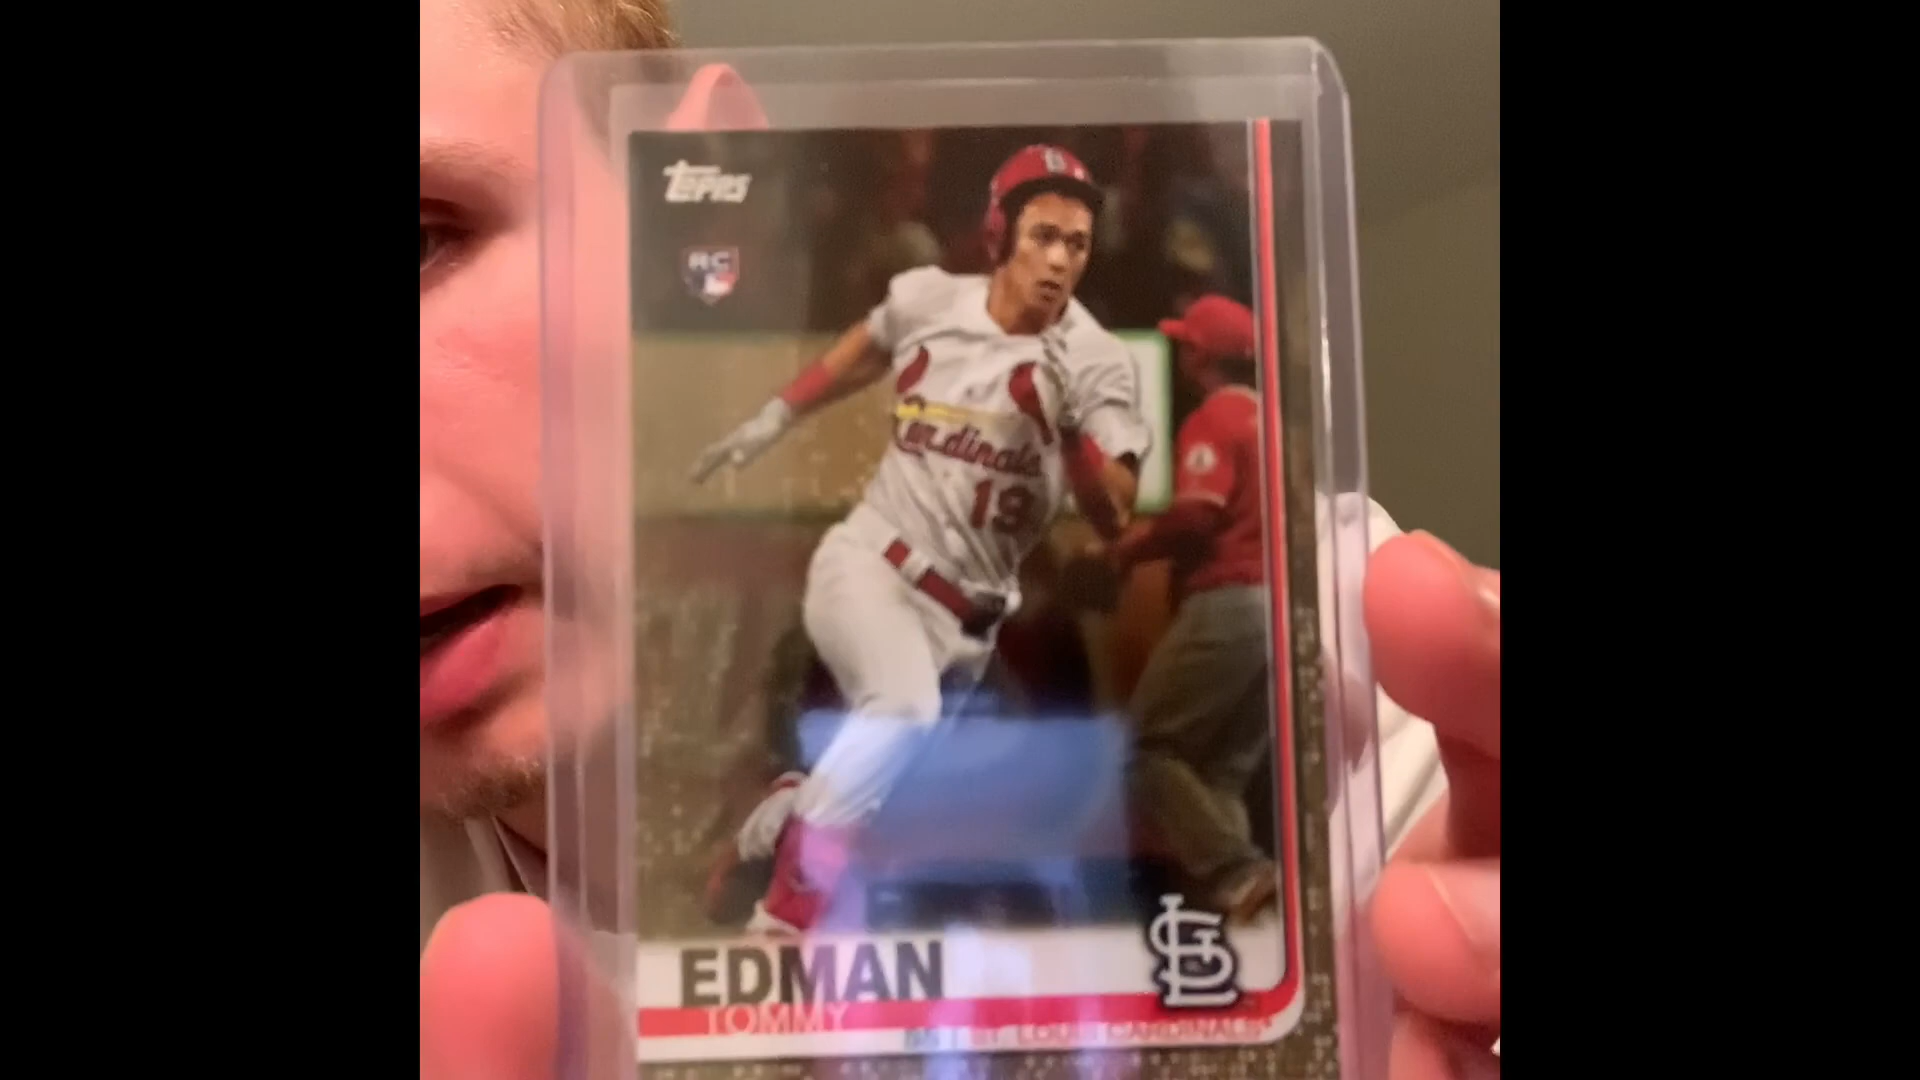 Topps
RC
Cardinals
19
EDMAN
TOMMY
ST. LOUIS CARDINALS